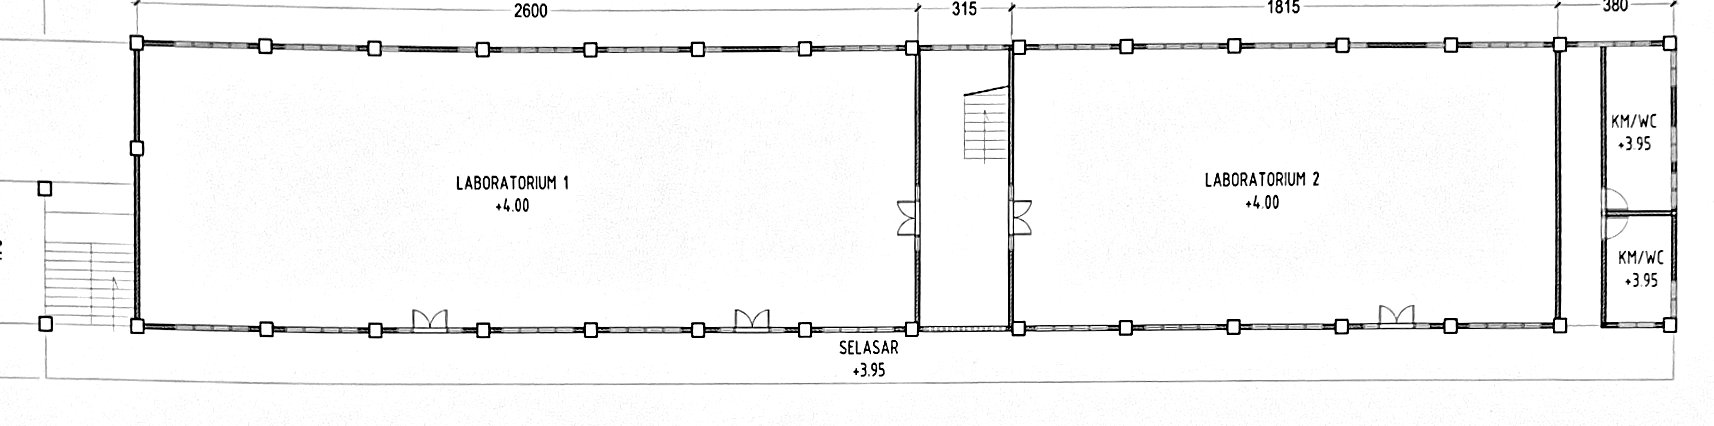 2600
315
1815
380
LABORATORIUM 1
+4.00
LABORATORIUM 2
+4.00
KM/WC
+3.95
KM/WC
+3.95
SELASAR
+3.95